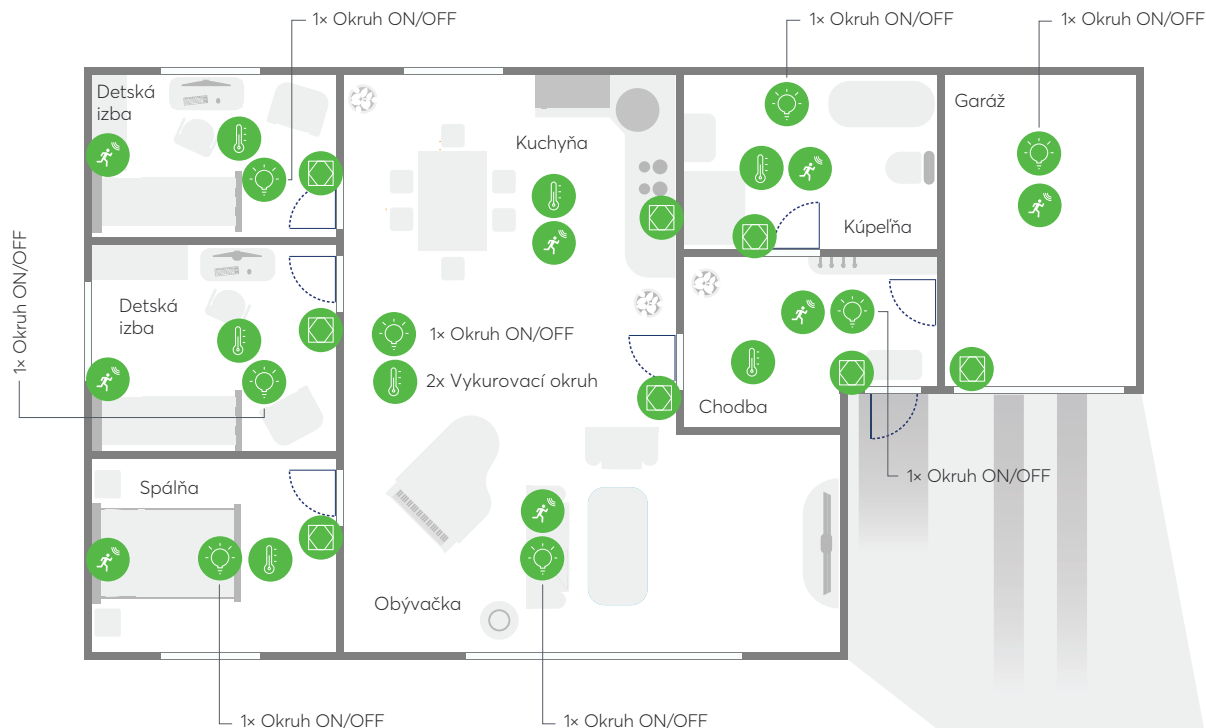 1× Okruh ON/OFF
1× Okruh ON/OFF
1× Okruh ON/OFF
Detská
izba
Garáž
Kuchyňa
Kúpeľňa
1× Okruh ON/OFF
Detská
izba
1× Okruh ON/OFF
2x Vykurovací okruh
Chodba
1× Okruh ON/OFF
Spálňa
Obývačka
1× Okruh ON/OFF
1× Okruh ON/OFF